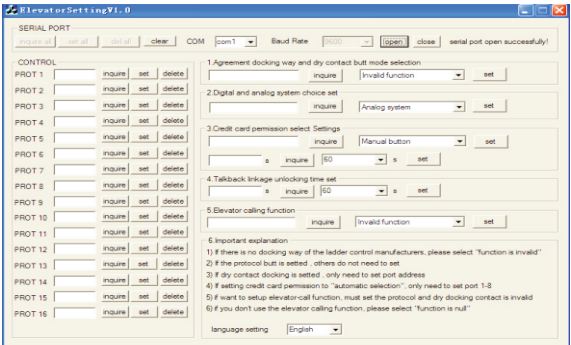 ElevatorSettingV1.0
SERIAL PORT
inquire all set all del all clear COM com1 Baud Rate 9600 open close serial port open successfully!
CONTROL
PROT 1 inquire set delete
PROT 2 inquire set delete
PROT 3 inquire set delete
PROT 4 inquire set delete
PROT 5 inquire set delete
PROT 6 inquire set delete
PROT 7 inquire set delete
PROT 8 inquire set delete
PROT 9 inquire set delete
PROT 10 inquire set delete
PROT 11 inquire set delete
PROT 12 inquire set delete
PROT 13 inquire set delete
PROT 14 inquire set delete
PROT 15 inquire set delete
PROT 16 inquire set delete
1.Agreement docking way and dry contact butt mode selection
inquire Invalid function set
2.Digital and analog system choice set
inquire Analog system set
3.Credit card permission select Settings
inquire Manual button set
s inquire 60 s set
4.Talkback linkage unlocking time set
s inquire 60 s set
5.Elevator calling function
inquire Invalid function set
6.Important explanation
1) If there is no docking way of the ladder control manufacturers, please select "function is invalid"
2) If the protocol butt is setted , others do not need to set
3) If dry contact docking is setted , only need to set port address
4) If setting credit card permission to "automatic selection", only need to set port 1-8
5) if want to setup elevator-call function, must set the protocol and dry docking contact is invalid
6) if you don't use the elevator calling function, please select "function is null"
language setting English